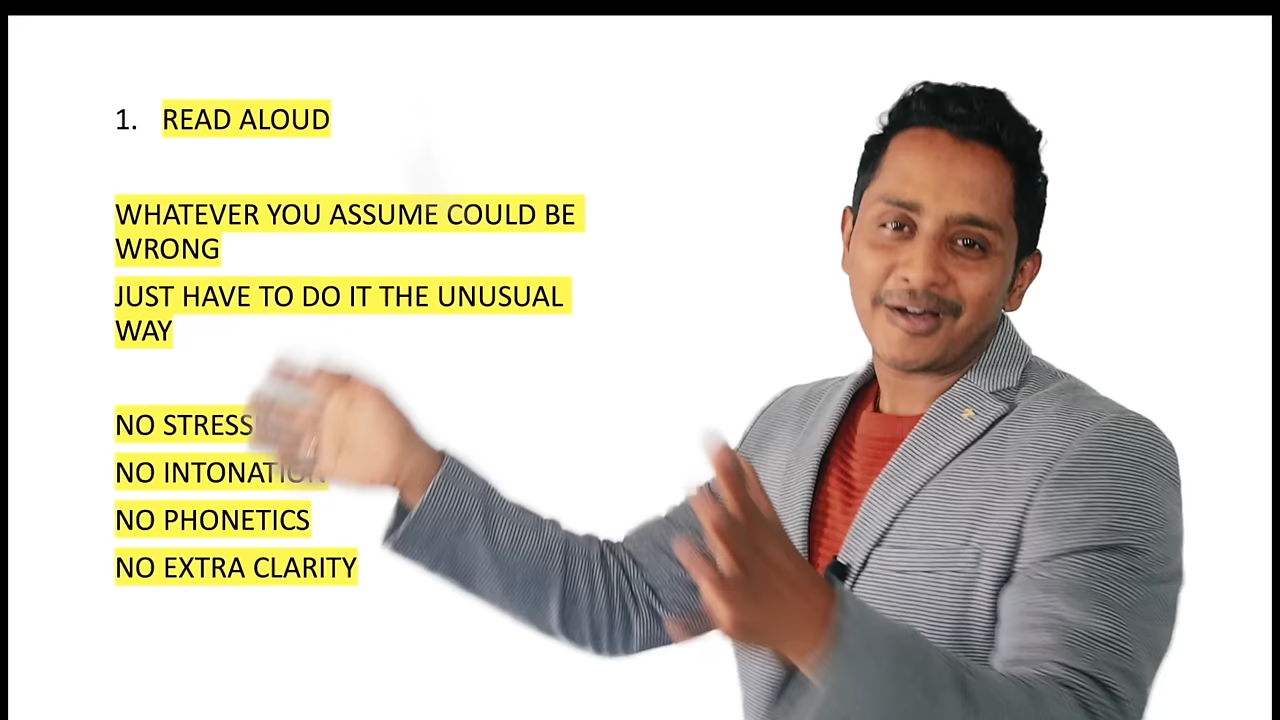 1. READ ALOUD
WHATEVER YOU ASSUME COULD BE
WRONG
JUST HAVE TO DO IT THE UNUSUAL
WAY
NO STRESS
NO INTONATION
NO PHONETICS
NO EXTRA CLARITY